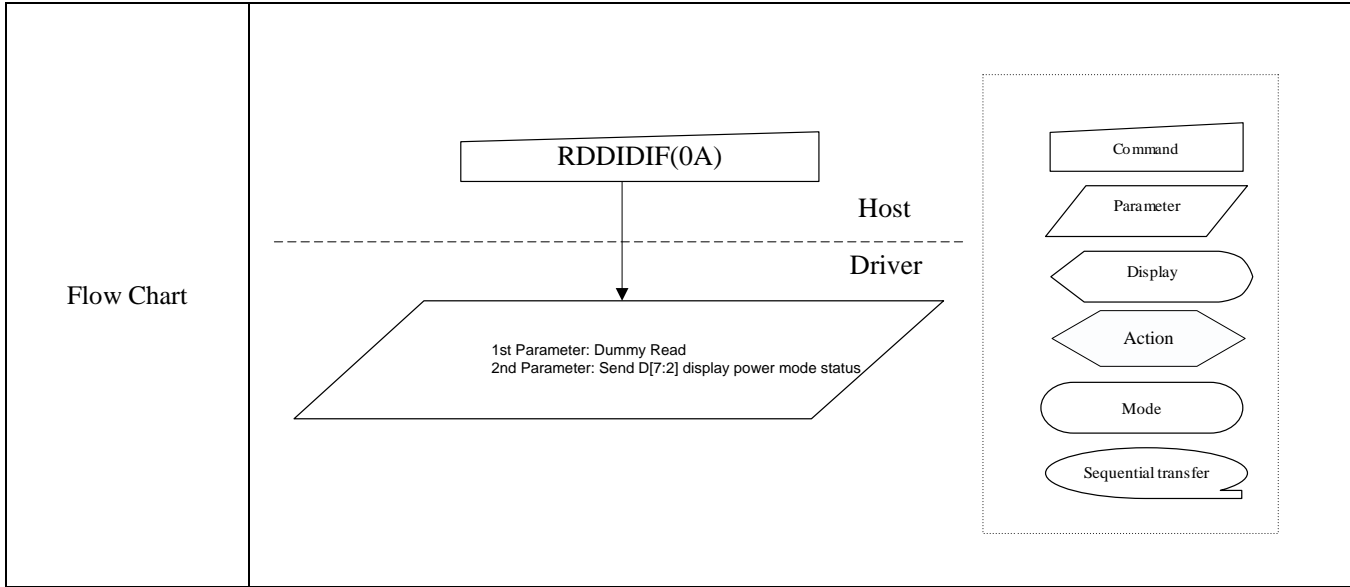 Flow Chart
RDDIDIF(0A)
Host
Driver
1st Parameter: Dummy Read
2nd Parameter: Send D[7:2] display power mode status
Command
Parameter
Display
Action
Mode
Sequential transfer